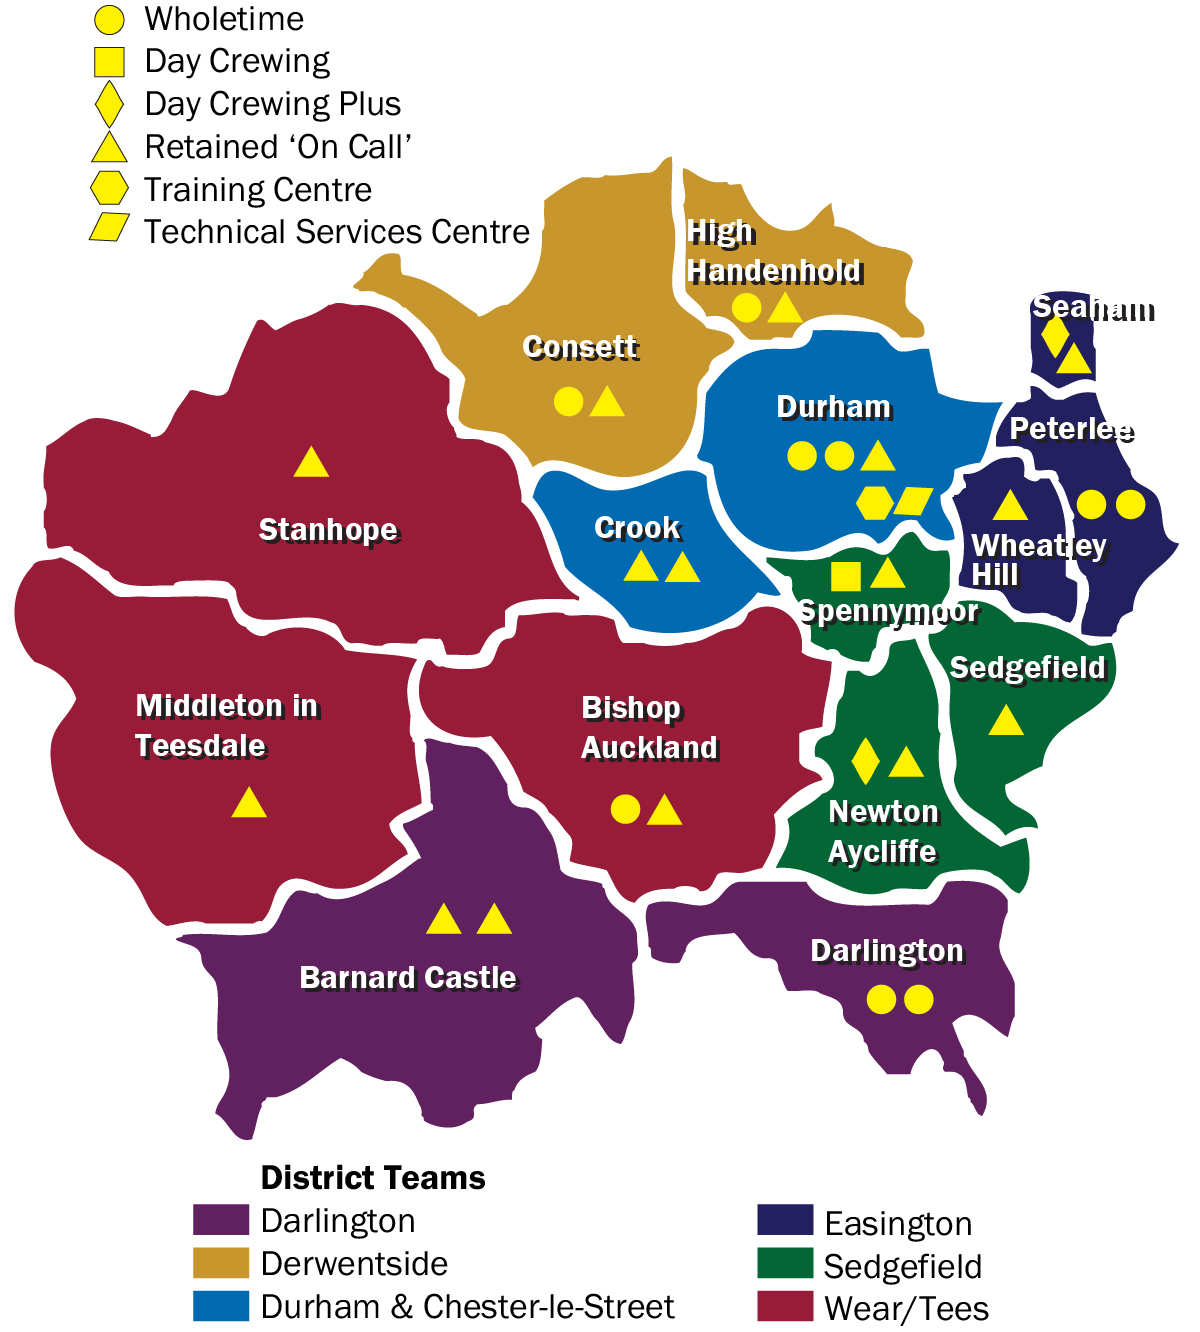 Wholetime
Day Crewing
Day Crewing Plus
Retained ‘On Call’
Training Centre
Technical Services Centre
High
Handenhold
Seaham
Consett
Durham
Peterlee
Stanhope
Crook
Wheatley
Hill
Spennymoor
Sedgefield
Middleton in
Teesdale
Bishop
Auckland
Newton
Aycliffe
Barnard Castle
Darlington
District Teams
Darlington
Derwentside
Durham & Chester-le-Street
Easington
Sedgefield
Wear/Tees